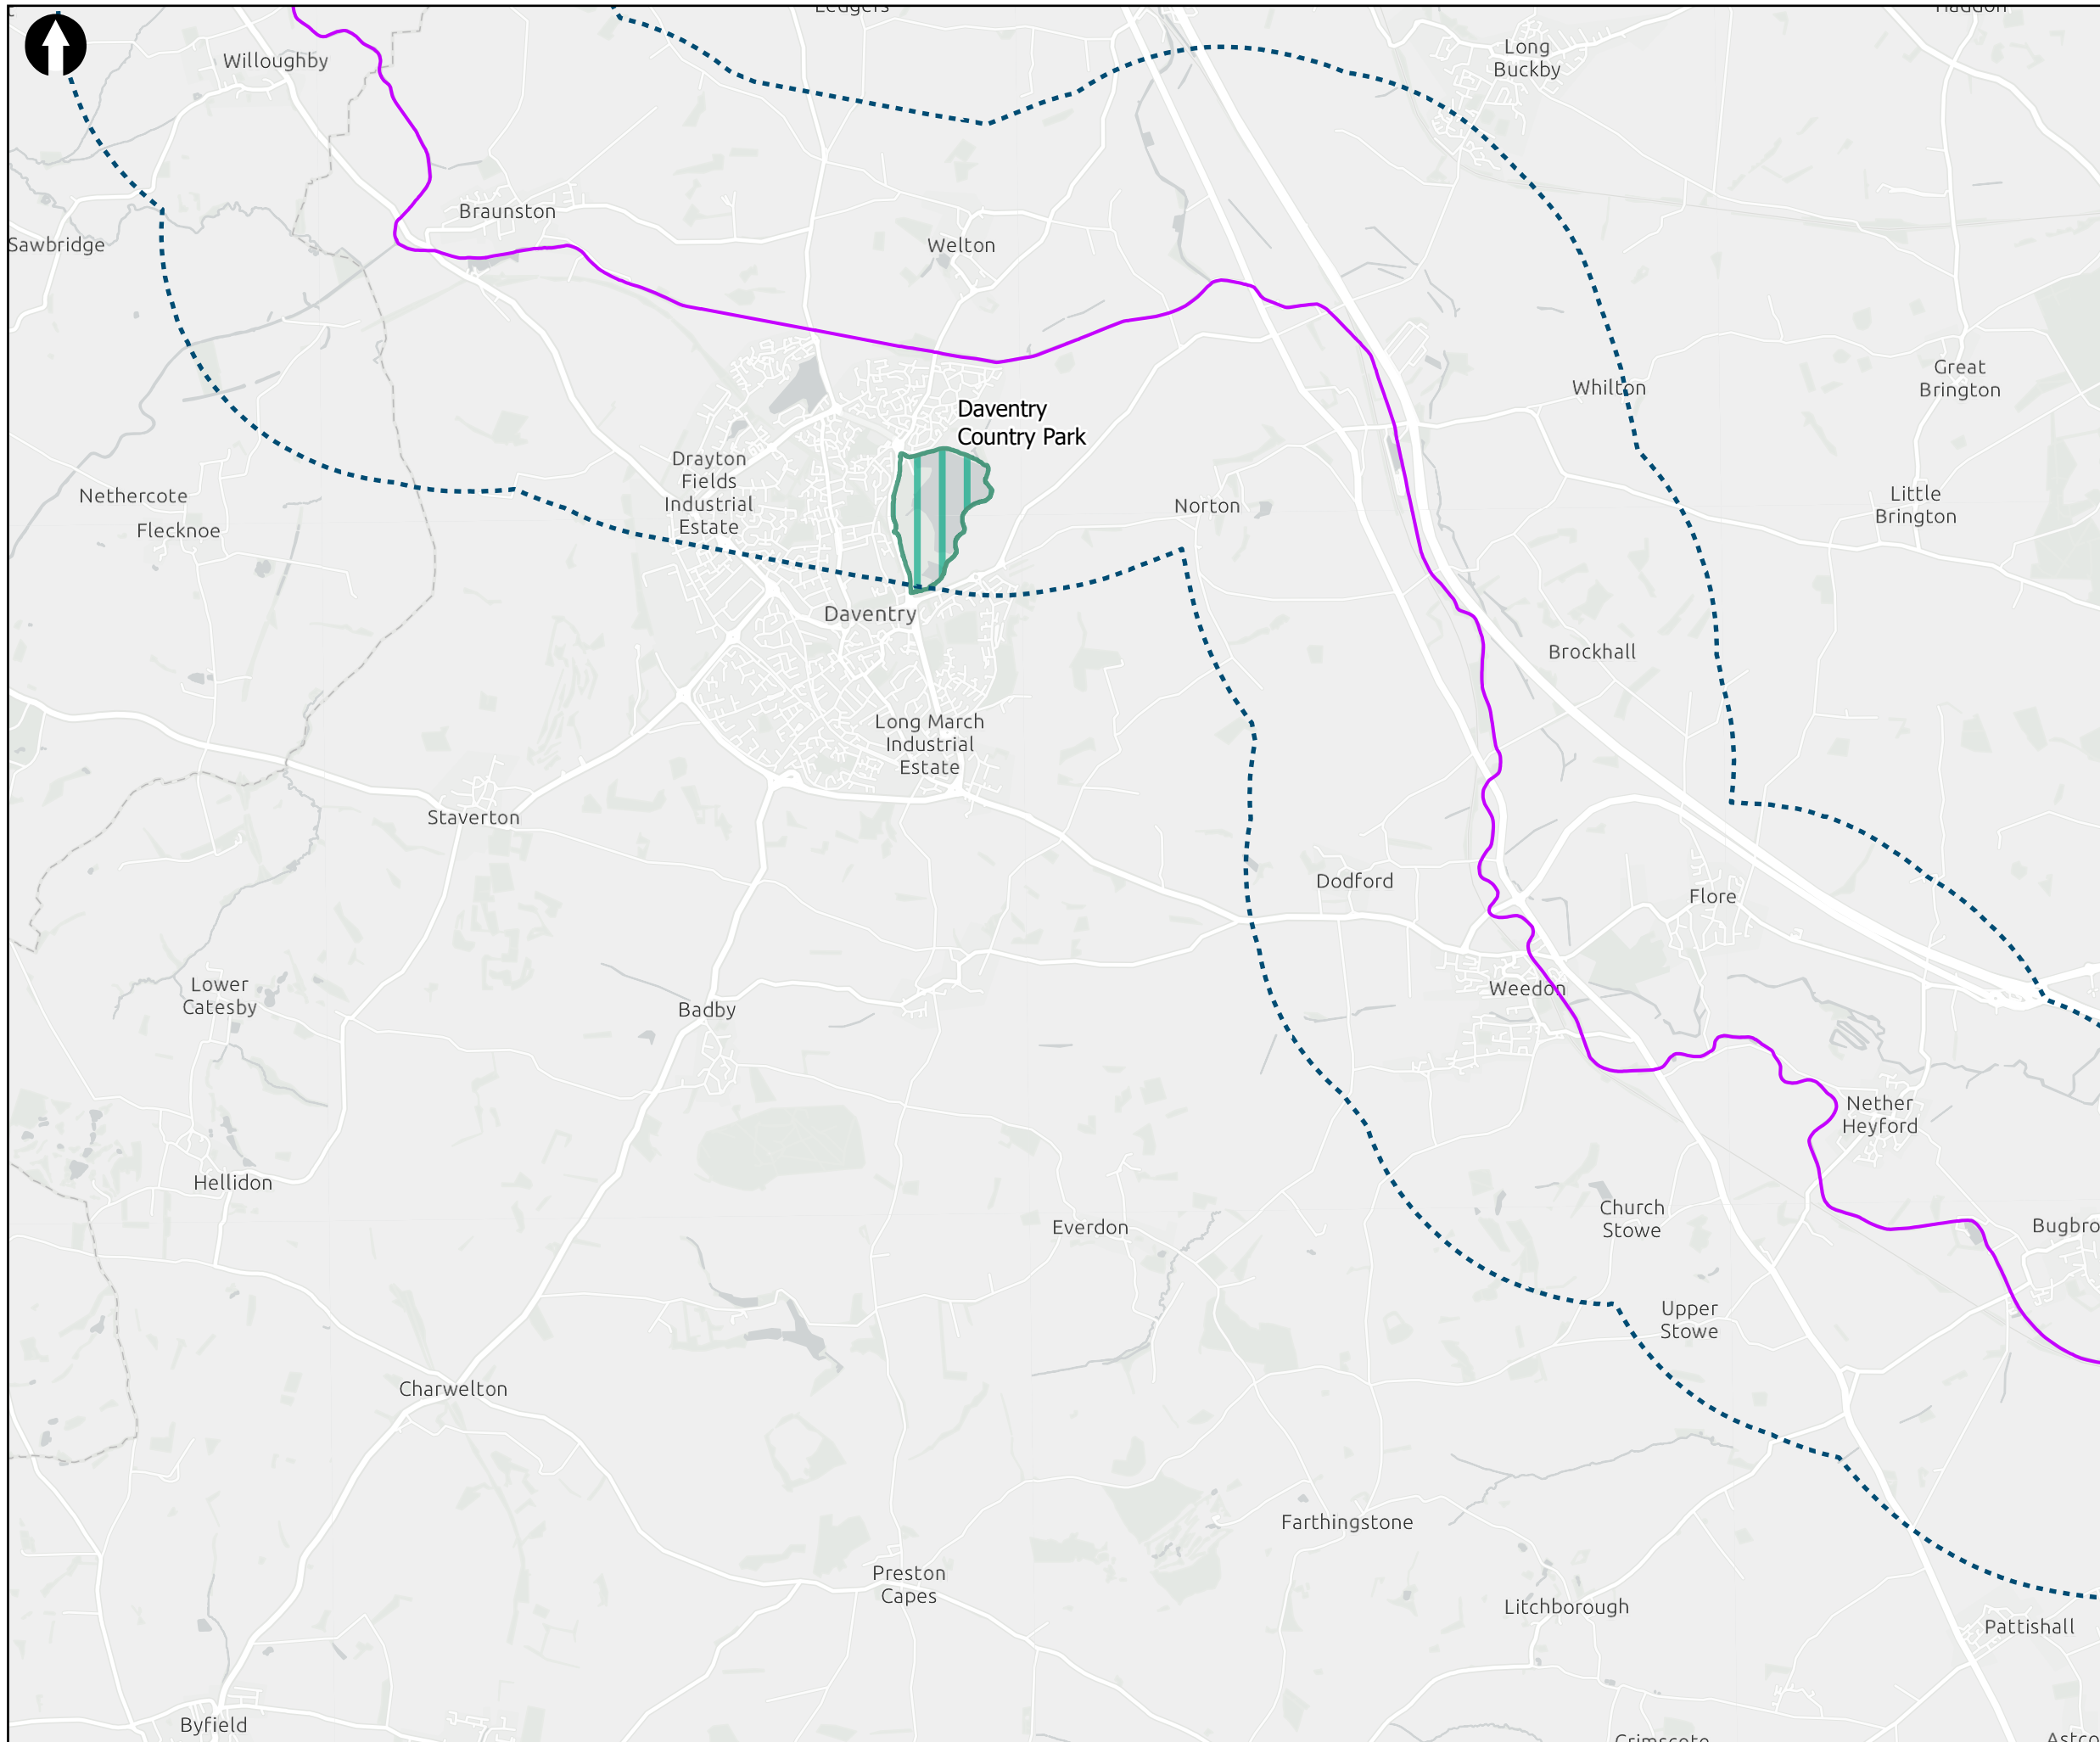 Willoughby
Long
Buckby
Braunston
Sawbridge
Welton
Great
Brington
Whilton
Daventry
Country Park
Drayton
Fields
Industrial
Estate
Nethercote
Flecknoe
Norton
Little
Brington
Daventry
Brockhall
Long March
Industrial
Estate
Staverton
Dodford
Flore
Lower
Catesby
Badby
Weedon
Nether
Heyford
Hellidon
Everdon
Church
Stowe
Bugbro
Upper
Stowe
Charwelton
Farthingstone
Preston
Capes
Litchborough
Pattishall
Byfield